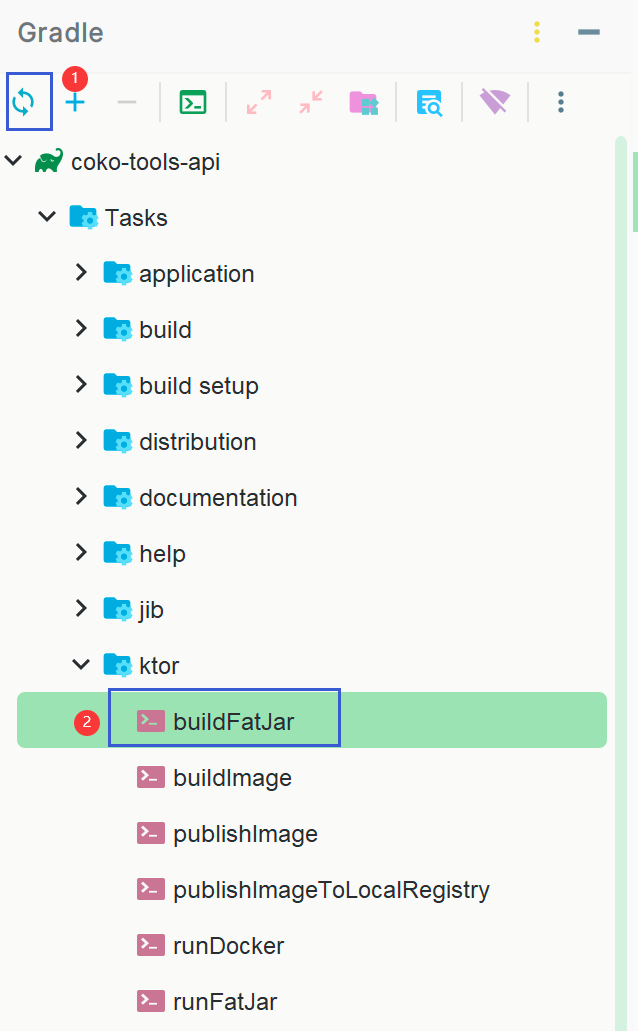 Gradle
1
coko-tools-api
Tasks
application
build
build setup
distribution
documentation
help
jib
ktor
2 buildFatJar
buildImage
publishImage
publishImageToLocalRegistry
runDocker
runFatJar